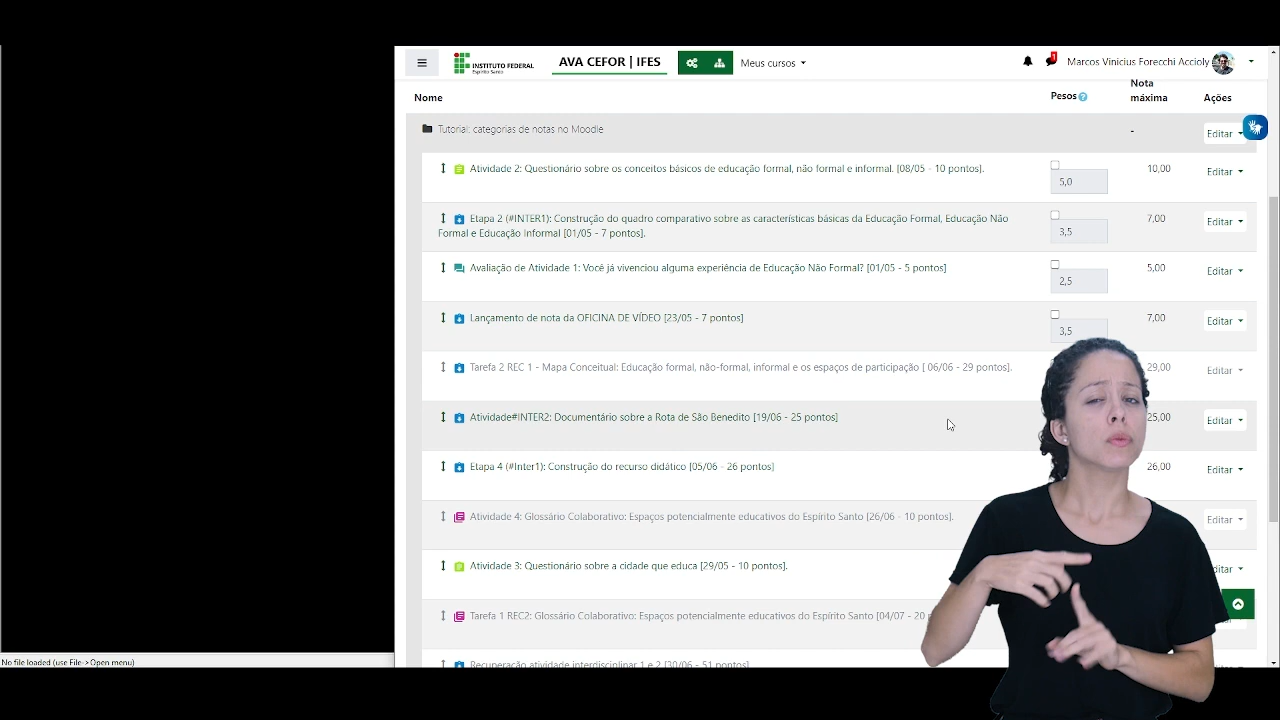 INSTITUTO FEDERAL
Espírito Santo
AVA CEFOR | IFES
Meus cursos
1
Marcos Vinicius Forecchi Accioly
Nome
Pesos
Nota
máxima
Ações
Tutorial: categorias de notas no Moodle
-
Editar
Atividade 2: Questionário sobre os conceitos básicos de educação formal, não formal e informal. [08/05 - 10 pontos].
5,0
10,00
Editar
Etapa 2 (#INTER1): Construção do quadro comparativo sobre as características básicas da Educação Formal, Educação Não
Formal e Educação Informal [01/05 - 7 pontos].
3,5
7,00
Editar
Avaliação de Atividade 1: Você já vivenciou alguma experiência de Educação Não Formal? [01/05 - 5 pontos]
2,5
5,00
Editar
Lançamento de nota da OFICINA DE VÍDEO [23/05 - 7 pontos]
3,5
7,00
Editar
Tarefa 2 REC 1 - Mapa Conceitual: Educação formal, não-formal, informal e os espaços de participação [ 06/06 - 29 pontos].
29,00
Editar
Atividade#INTER2: Documentário sobre a Rota de São Benedito [19/06 - 25 pontos]
25,00
Editar
Etapa 4 (#Inter1): Construção do recurso didático [05/06 - 26 pontos]
26,00
Editar
Atividade 4: Glossário Colaborativo: Espaços potencialmente educativos do Espírito Santo [26/06 - 10 pontos].
Editar
Atividade 3: Questionário sobre a cidade que educa [29/05 - 10 pontos].
Tarefa 1 REC2: Glossário Colaborativo: Espaços potencialmente educativos do Espírito Santo [04/07 - 20
Recuperação atividade interdisciplinar 1 e 2 [30/06 - 51 pontos]
No file loaded (use File->Open menu)